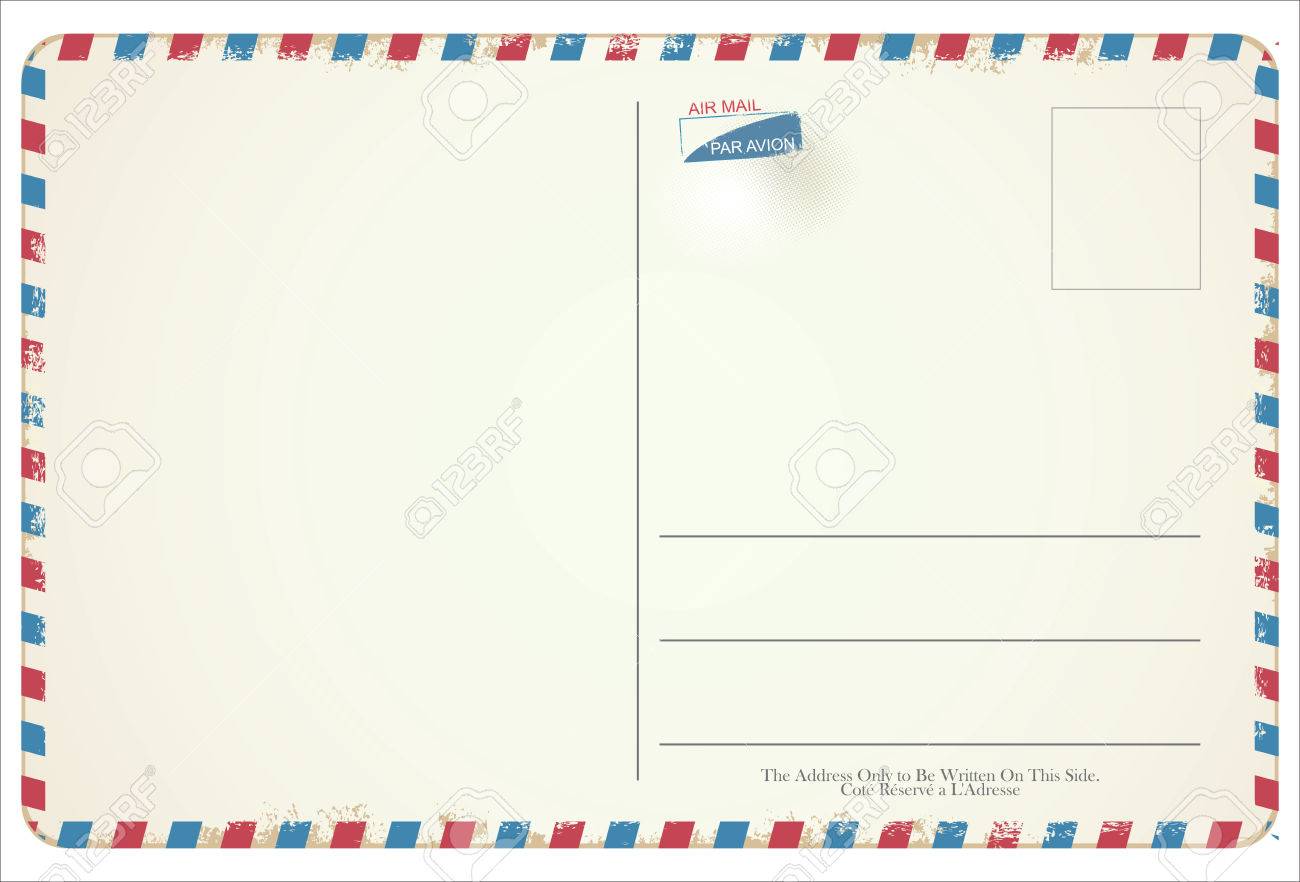 AIR MAIL
PAR AVION
The Address Only to Be Written On This Side.
Coté Réservé a L'Adresse
123RF
123RF
123RF
123RF
123RF
123RF
123RF